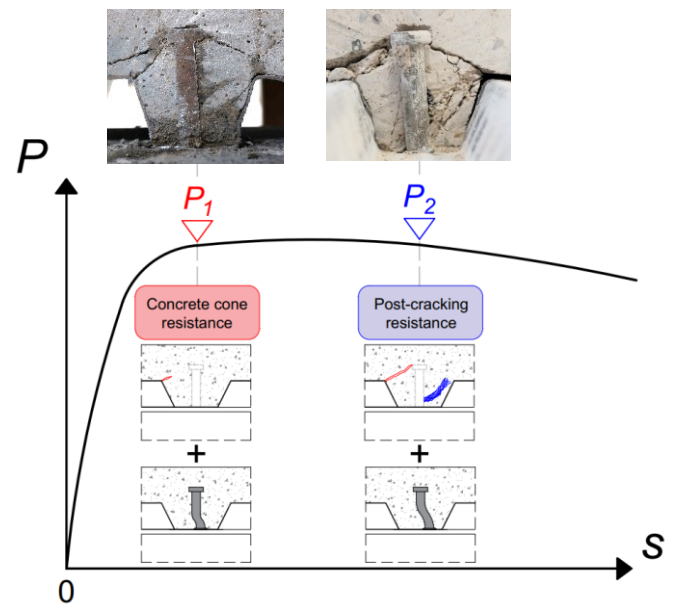 P
P1
P2
Concrete cone
resistance
Post-cracking
resistance
+
+
s
0